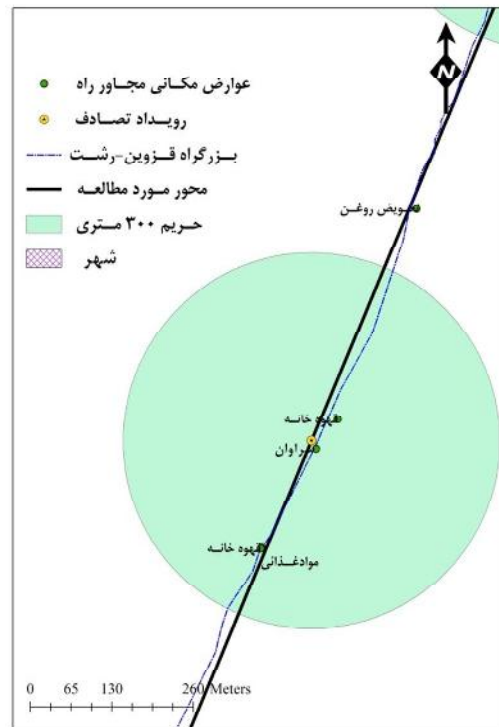 N
عوارض مکانی مجاور راه
رویداد تصادف
بزرگراه قزوین-رشت
محور مورد مطالعه
حریم ۳۰۰ متری
شهر
تعویض روغن
قهوه خانه
سراوان
قهوه خانه
موادغذائی
0 65 130 260 Meters